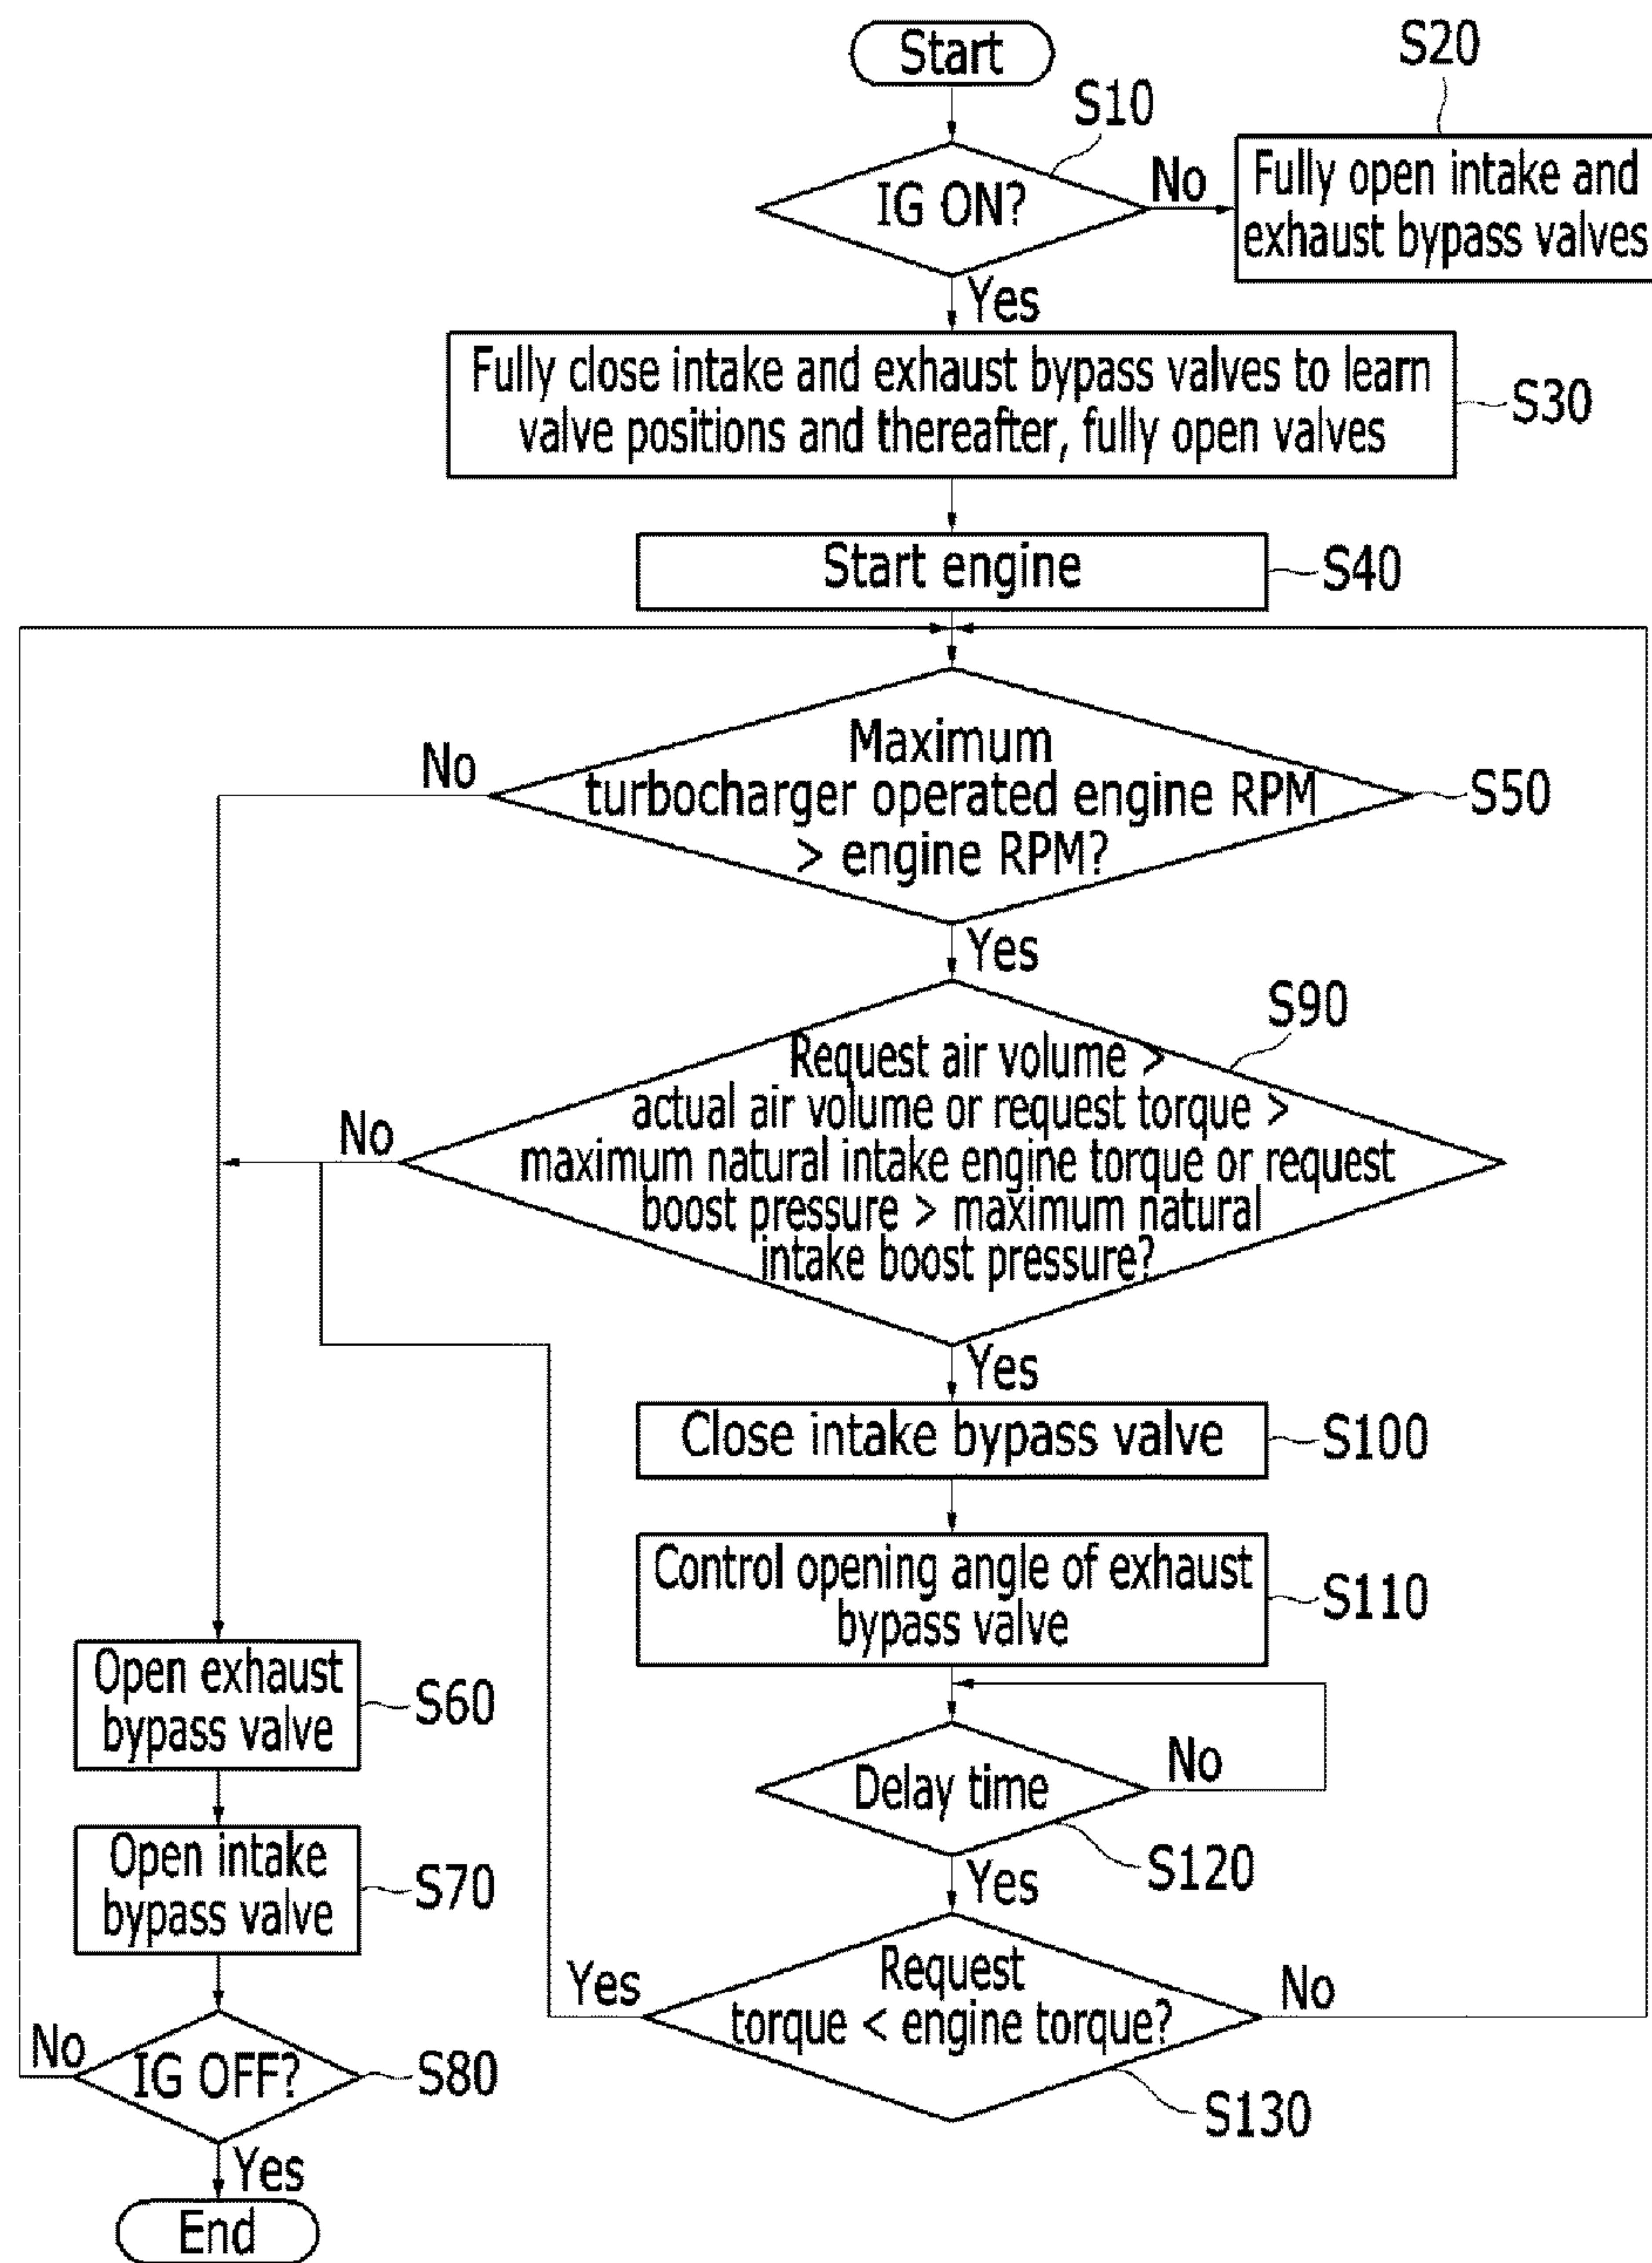 Start
S10
S20
IG ON?
No
Fully open intake and
exhaust bypass valves
Yes
Fully close intake and exhaust bypass valves to learn
valve positions and thereafter, fully open valves
S30
Start engine
S40
Maximum
turbocharger operated engine RPM
> engine RPM?
No
S50
Yes
S90
Request air volume >
actual air volume or request torque >
maximum natural intake engine torque or request
boost pressure > maximum natural
intake boost pressure?
No
Yes
Close intake bypass valve
S100
Control opening angle of exhaust
bypass valve
S110
Open exhaust
bypass valve
S60
Delay time
No
S120
Yes
Open intake
bypass valve
S70
Request
torque < engine torque?
Yes
No
S130
IG OFF?
No
S80
Yes
End